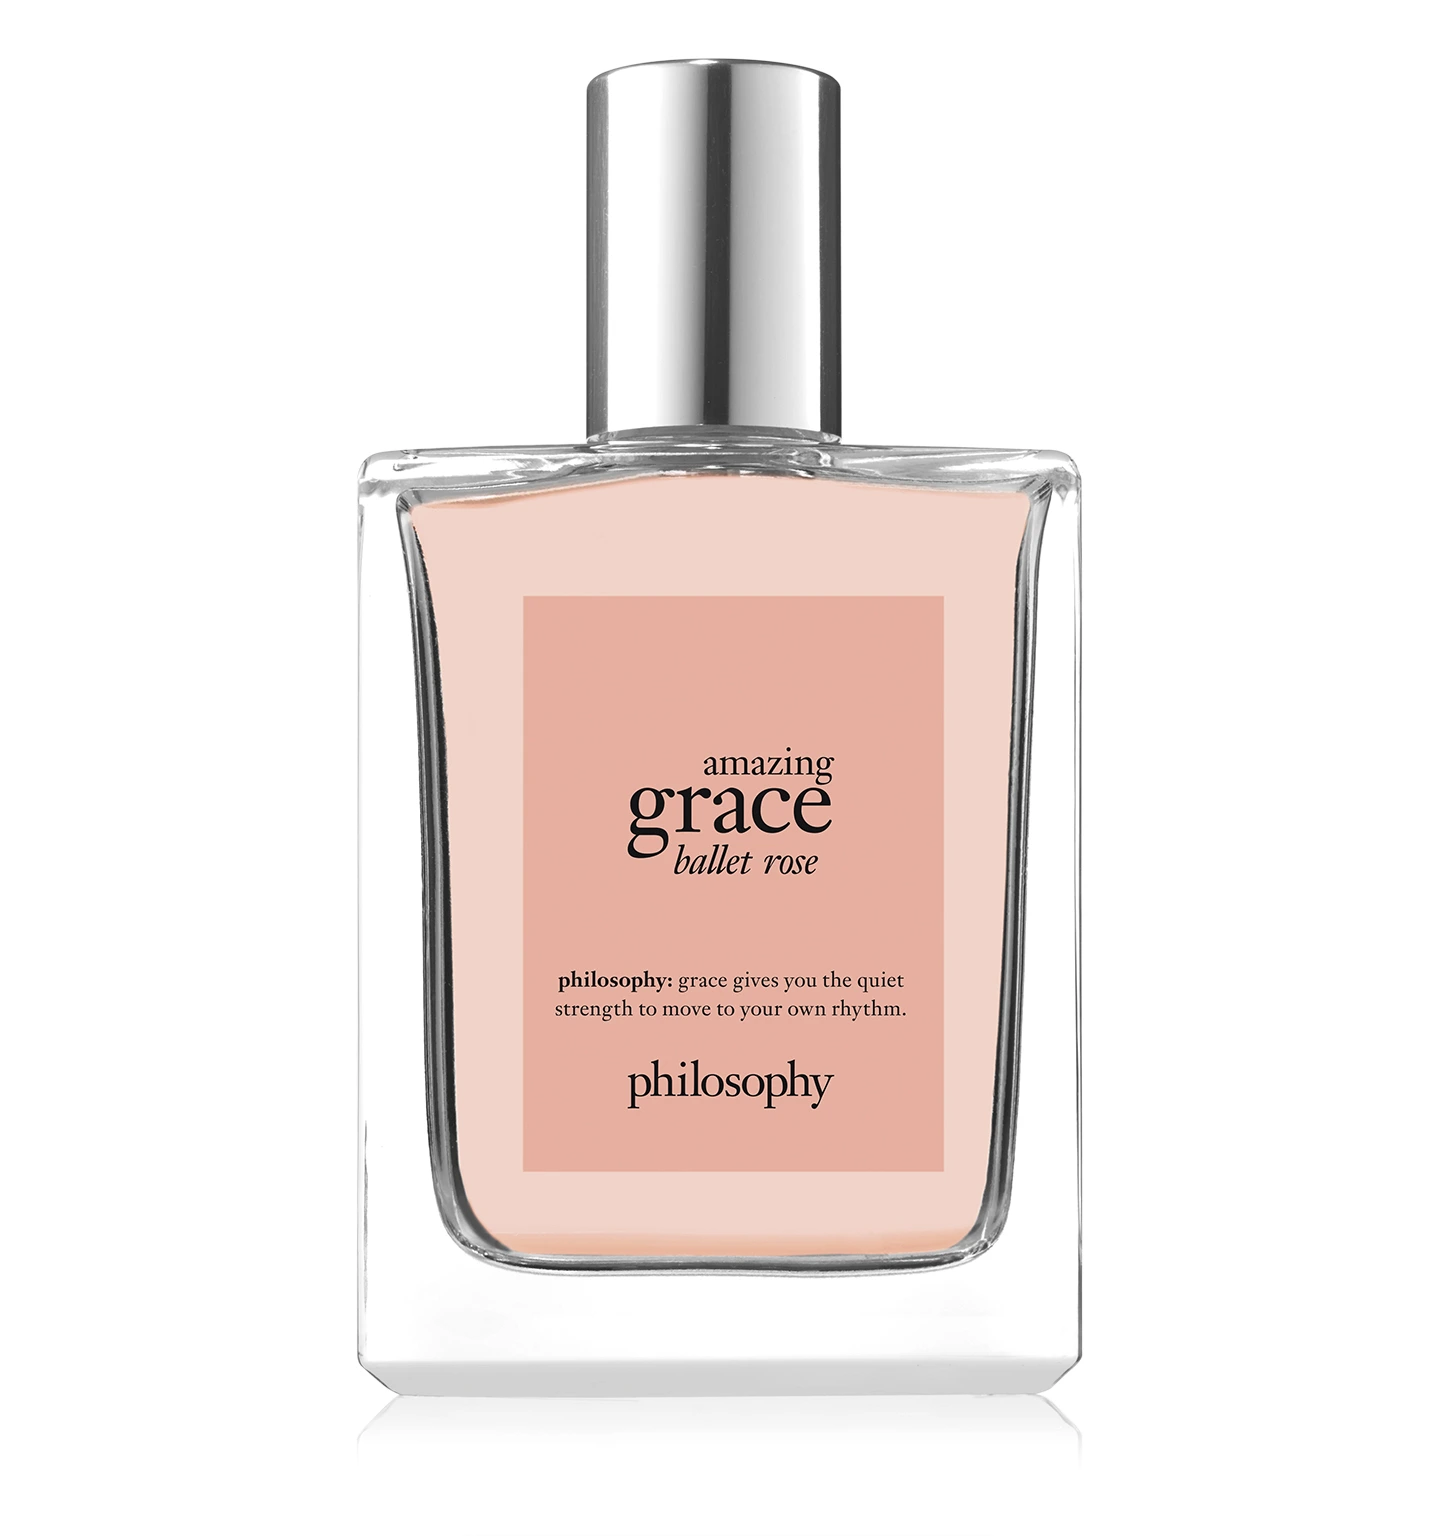 amazing
grace
ballet rose
philosophy: grace gives you the quiet
strength to move to your own rhythm.
philosophy